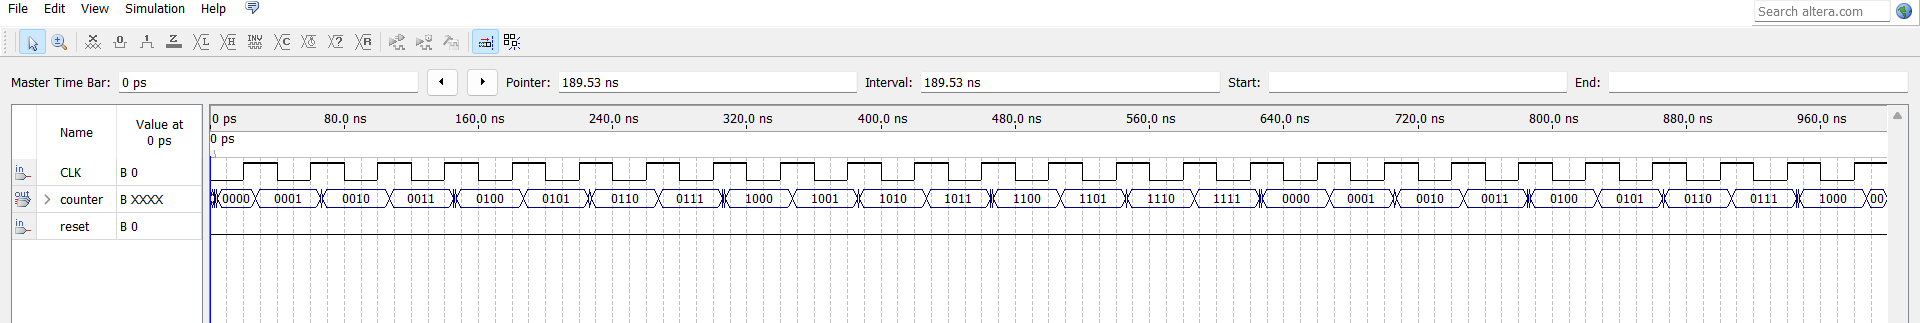 File Edit View Simulation Help Search altera.com
Master Time Bar: 0 ps Pointer: 189.53 ns Interval: 189.53 ns Start: End:
Name Value at 0 ps 0 ps 80.0 ns 160.0 ns 240.0 ns 320.0 ns 400.0 ns 480.0 ns 560.0 ns 640.0 ns 720.0 ns 800.0 ns 880.0 ns 960.0 ns
0 ps
in CLK B 0
out counter B XXXX 0000 0001 0010 0011 0100 0101 0110 0111 1000 1001 1010 1011 1100 1101 1110 1111 0000 0001 0010 0011 0100 0101 0110 0111 1000 00
in reset B 0